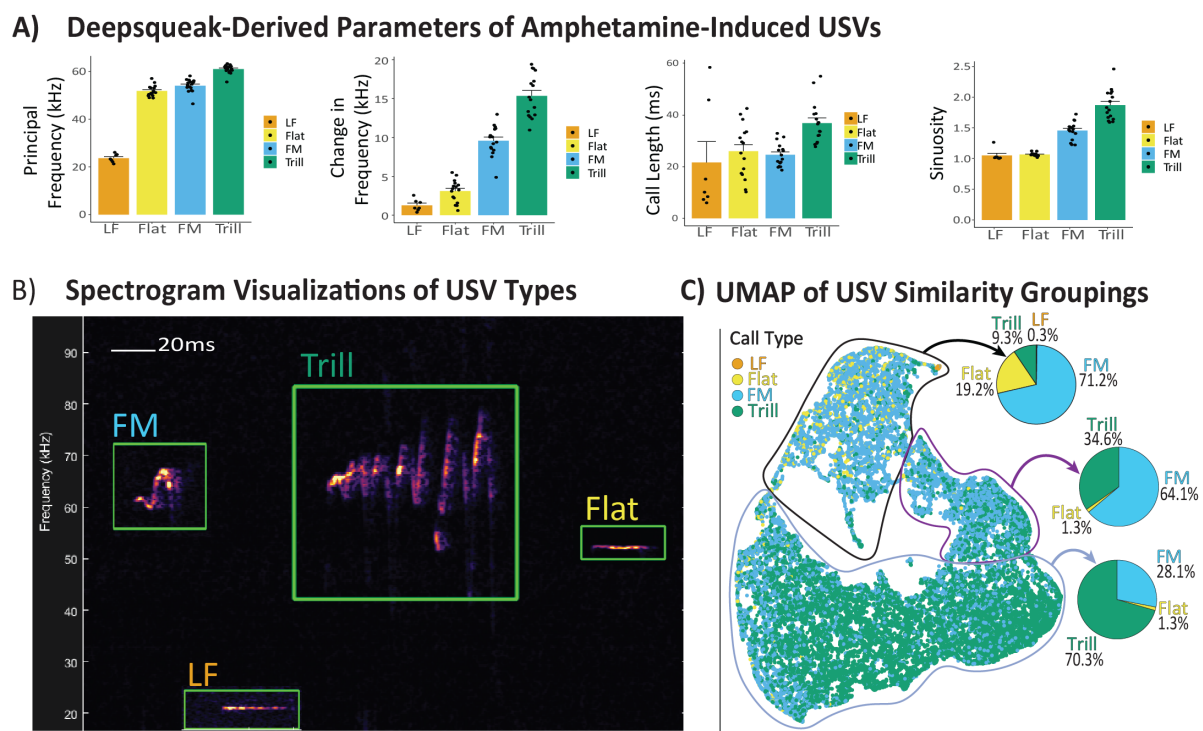 A) Deepsqueak-Derived Parameters of Amphetamine-Induced USVs
Principal
Frequency (kHz)
60
40
20
0
LF Flat FM Trill
LF
Flat
FM
Trill
Change in
Frequency (kHz)
20
15
10
5
0
LF Flat FM Trill
LF
Flat
FM
Trill
Call Length (ms)
60
40
20
0
LF Flat FM Trill
LF
Flat
FM
Trill
Sinuosity
2.5
2.0
1.5
1.0
0.5
0.0
LF Flat FM Trill
LF
Flat
FM
Trill
B) Spectrogram Visualizations of USV Types
Frequency (kHz)
90
80
70
60
50
40
30
20
20ms
Trill
FM
Flat
LF
C) UMAP of USV Similarity Groupings
Call Type
LF
Flat
FM
Trill
Trill
9.3%
LF
0.3%
Flat
19.2%
FM
71.2%
Trill
34.6%
FM
64.1%
Flat
1.3%
FM
28.1%
Flat
1.3%
Trill
70.3%